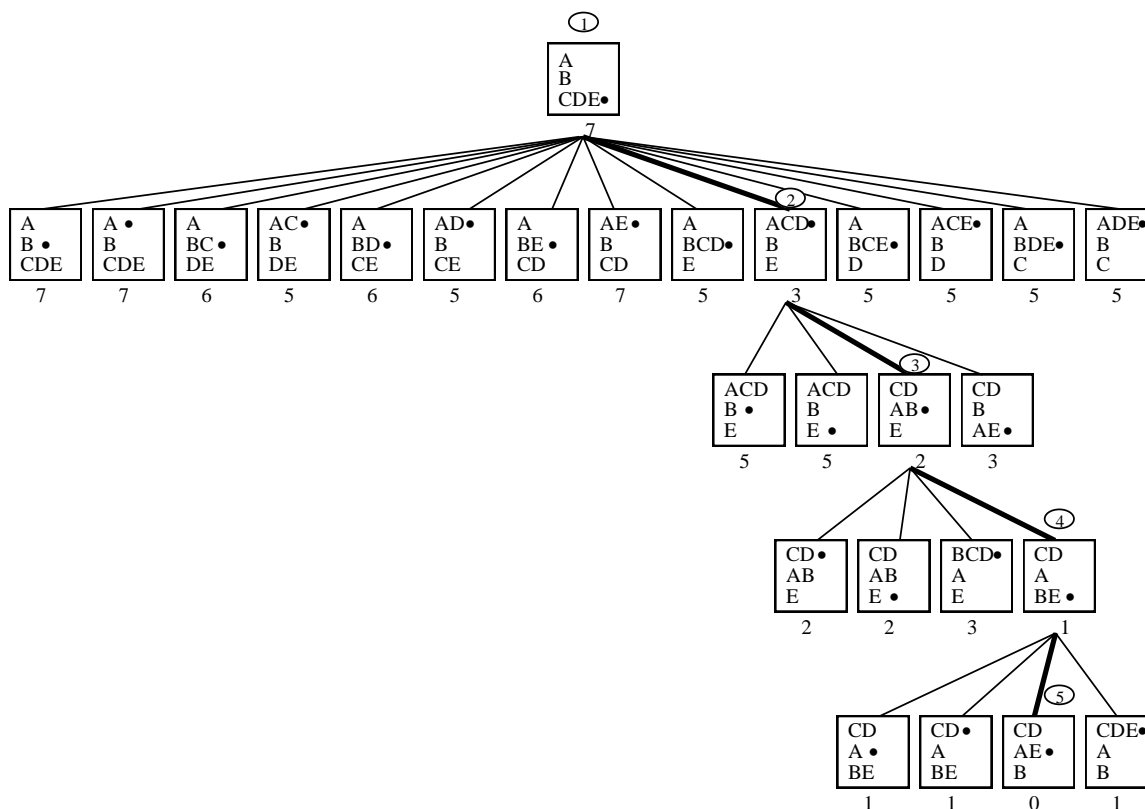 1
A
B
CDE•
7
2
A
B •
CDE
7
A •
B
CDE
7
A
BC •
DE
6
AC•
B
DE
5
A
BD •
CE
6
AD•
B
CE
5
A
BE •
CD
6
AE•
B
CD
7
A
BCD•
E
5
ACD•
B
E
3
A
BCE•
D
5
ACE•
B
D
5
A
BDE•
C
5
ADE•
B
C
5
3
ACD
B •
E
5
ACD
B
E •
5
CD
AB•
E
2
CD
B
AE•
3
4
CD•
AB
E
2
CD
AB
E •
2
BCD•
A
E
3
CD
A
BE •
1
5
CD
A •
BE
1
CD•
A
BE
1
CD
AE•
B
0
CDE•
A
B
1